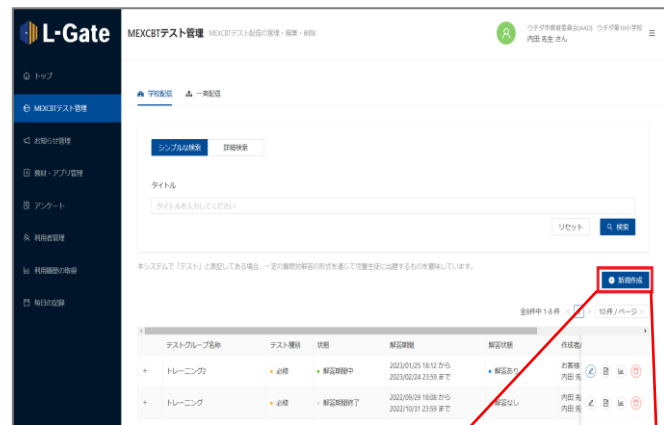 L-Gate
MEXCBTテスト管理 MEXCBTテスト配信の管理・編集・削除
ウチダ市教育委員会(AAD) ウチダ第10小学校
内田 先生 さん
トップ
MEXCBTテスト管理
お知らせ管理
教材・アプリ管理
アンケート
利用者管理
利用履歴の取得
毎日の記録
学校配信 一斉配信
シンプルな検索 詳細検索
タイトル
タイトルを入力してください
リセット 検索
本システムで「テスト」と表記してある場合、一定の質問対解答の形式を通じて児童生徒に出題するものを意味しています。
新規作成
全8件中 1-8 件 10 件 / ページ
テストグループ名称 テスト種別 状態 解答期間 解答状態 作成者/
+ トレーニング2 必修 解答期間中 2023/01/25 18:12 から 解答あり お客様
2023/02/24 23:59 まで 内田 先
+ トレーニング 必修 解答期間終了 2022/09/29 18:08 から 解答なし 内田 先
2022/10/31 23:59 まで 内田 先